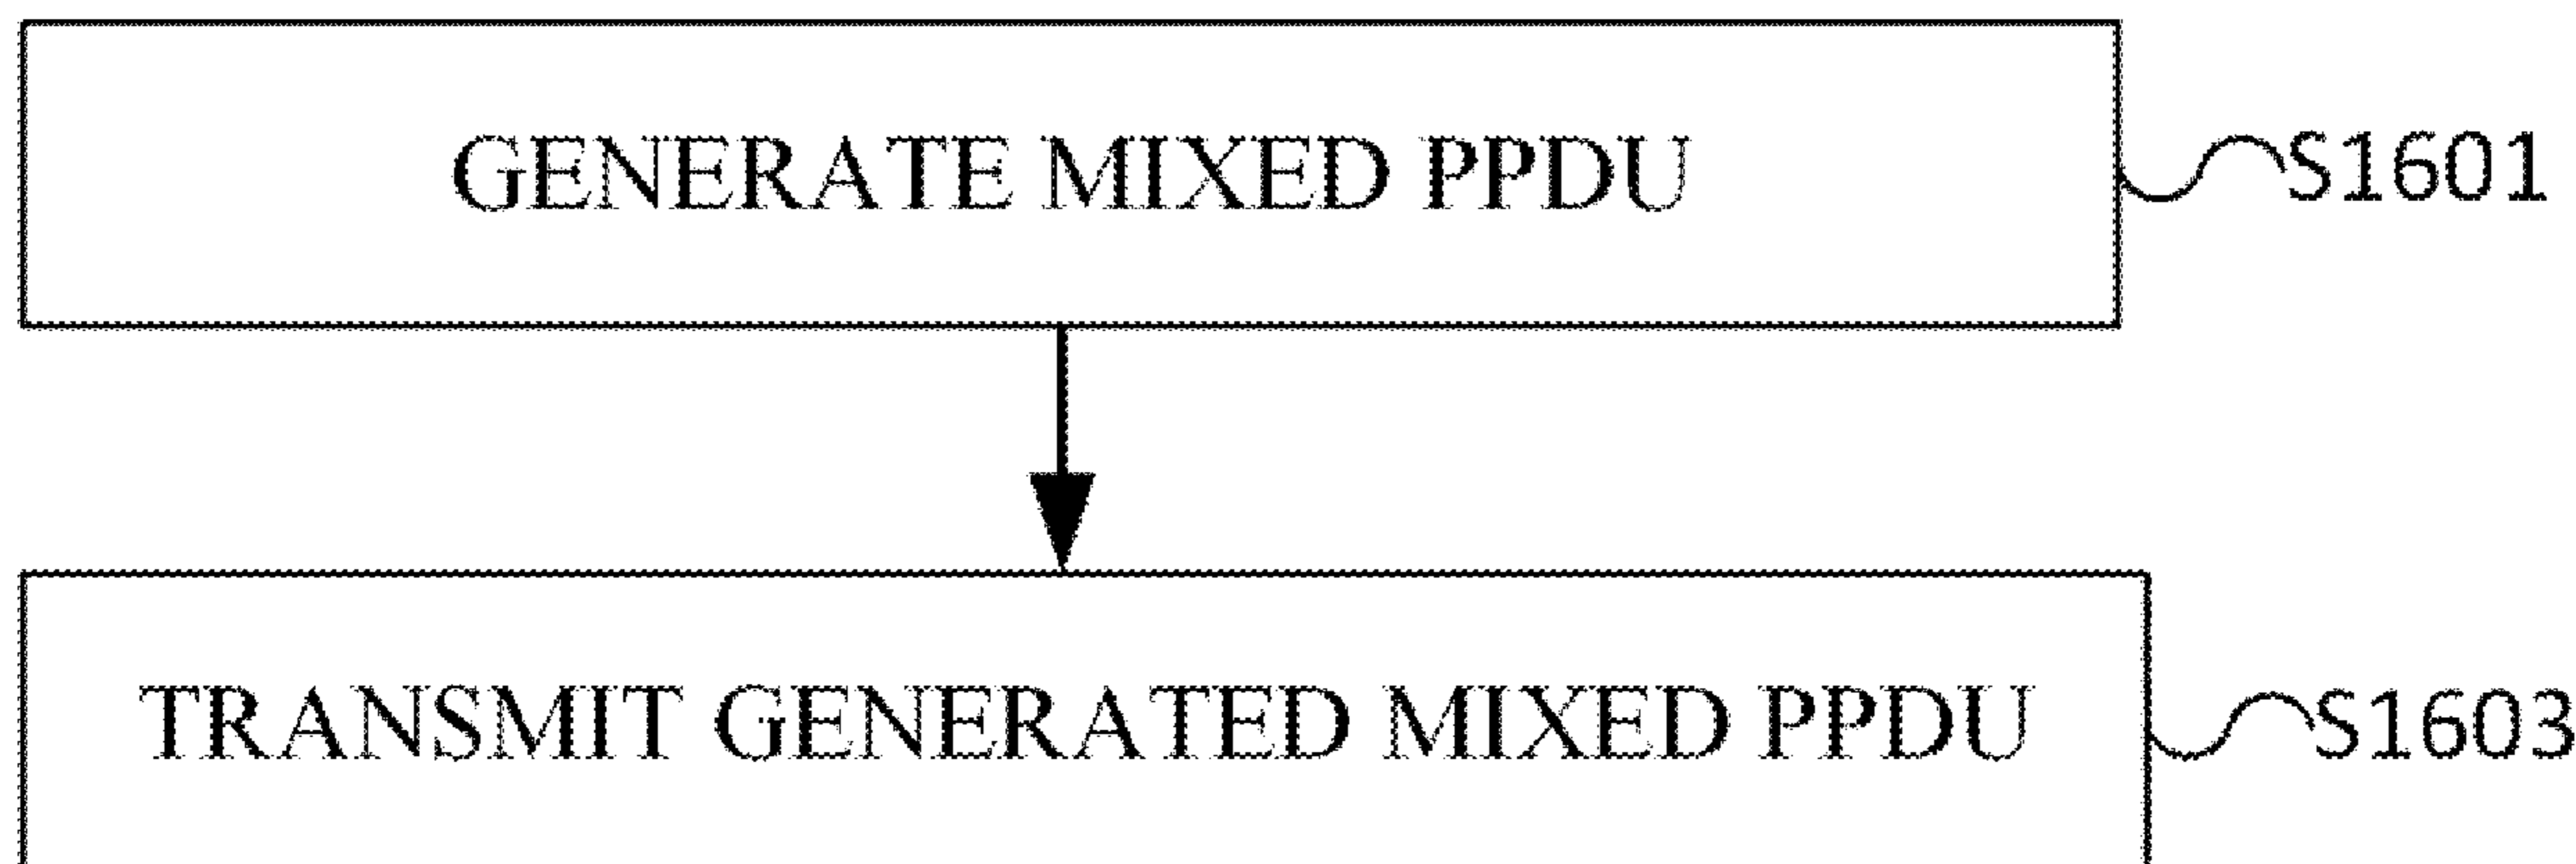 GENERATE MIXED PPDU
S1601
TRANSMIT GENERATED MIXED PPDU
S1603